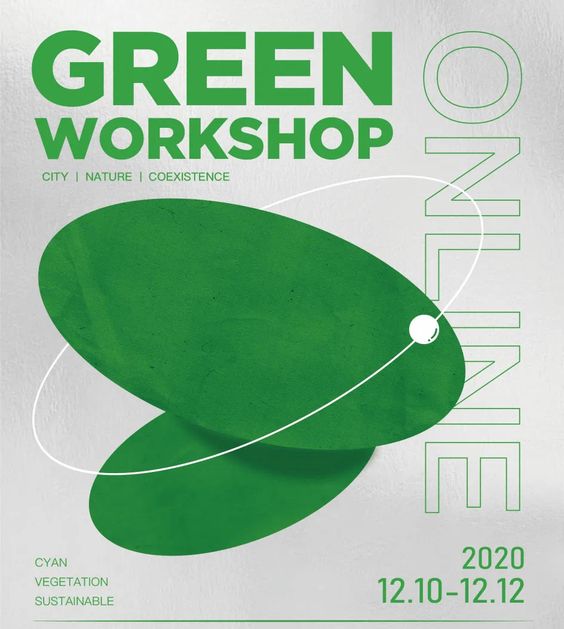 GREEN
WORKSHOP
CITY | NATURE | COEXISTENCE
ONLINE
CYAN
VEGETATION
SUSTAINABLE
2020
12.10-12.12